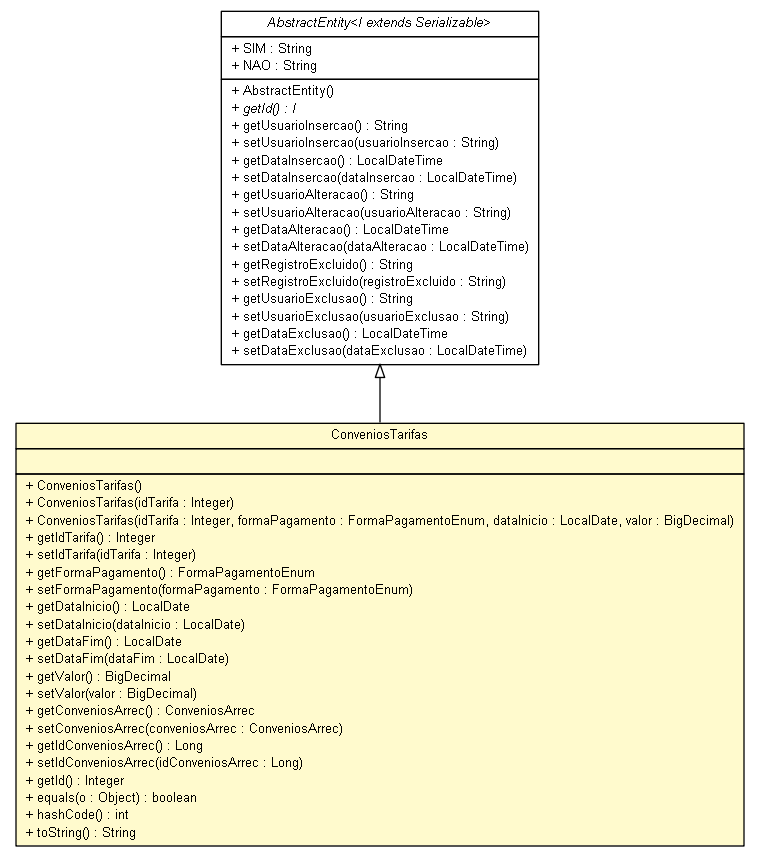 AbstractEntity<I extends Serializable>
+ SIM : String
+ NAO : String
+ AbstractEntity()
+ getId() : I
+ getUsuarioInsercao() : String
+ setUsuarioInsercao(usuarioInsercao : String)
+ getDataInsercao() : LocalDateTime
+ setDataInsercao(dataInsercao : LocalDateTime)
+ getUsuarioAlteracao() : String
+ setUsuarioAlteracao(usuarioAlteracao : String)
+ getDataAlteracao() : LocalDateTime
+ setDataAlteracao(dataAlteracao : LocalDateTime)
+ getRegistroExcluido() : String
+ setRegistroExcluido(registroExcluido : String)
+ getUsuarioExclusao() : String
+ setUsuarioExclusao(usuarioExclusao : String)
+ getDataExclusao() : LocalDateTime
+ setDataExclusao(dataExclusao : LocalDateTime)
ConveniosTarifas
+ ConveniosTarifas()
+ ConveniosTarifas(idTarifa : Integer)
+ ConveniosTarifas(idTarifa : Integer, formaPagamento : FormaPagamentoEnum, dataInicio : LocalDate, valor : BigDecimal)
+ getIdTarifa() : Integer
+ setIdTarifa(idTarifa : Integer)
+ getFormaPagamento() : FormaPagamentoEnum
+ setFormaPagamento(formaPagamento : FormaPagamentoEnum)
+ getDataInicio() : LocalDate
+ setDataInicio(dataInicio : LocalDate)
+ getDataFim() : LocalDate
+ setDataFim(dataFim : LocalDate)
+ getValor() : BigDecimal
+ setValor(valor : BigDecimal)
+ getConveniosArrec() : ConveniosArrec
+ setConveniosArrec(conveniosArrec : ConveniosArrec)
+ getIdConveniosArrec() : Long
+ setIdConveniosArrec(idConveniosArrec : Long)
+ getId() : Integer
+ equals(o : Object) : boolean
+ hashCode() : int
+ toString() : String